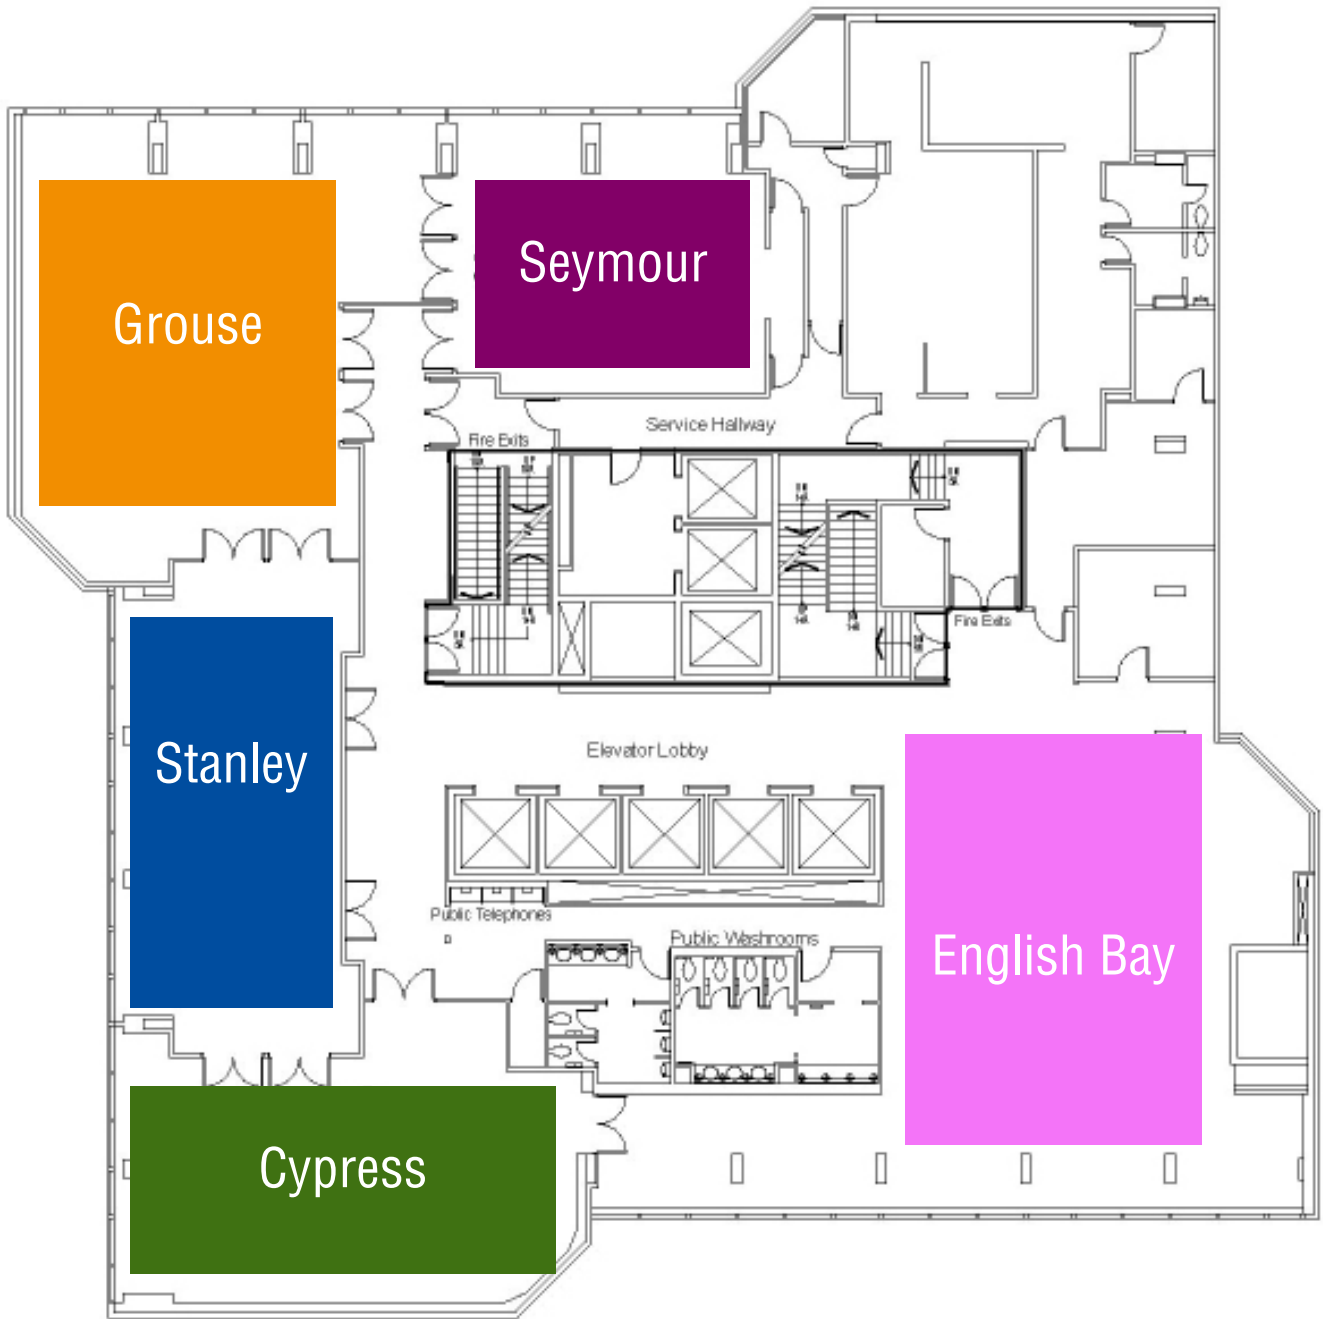 Seymour
Grouse
Service Hallway
Fire Exits
Fire Exits
Stanley
Elevator Lobby
Public Telephones
Public Washrooms
English Bay
Cypress